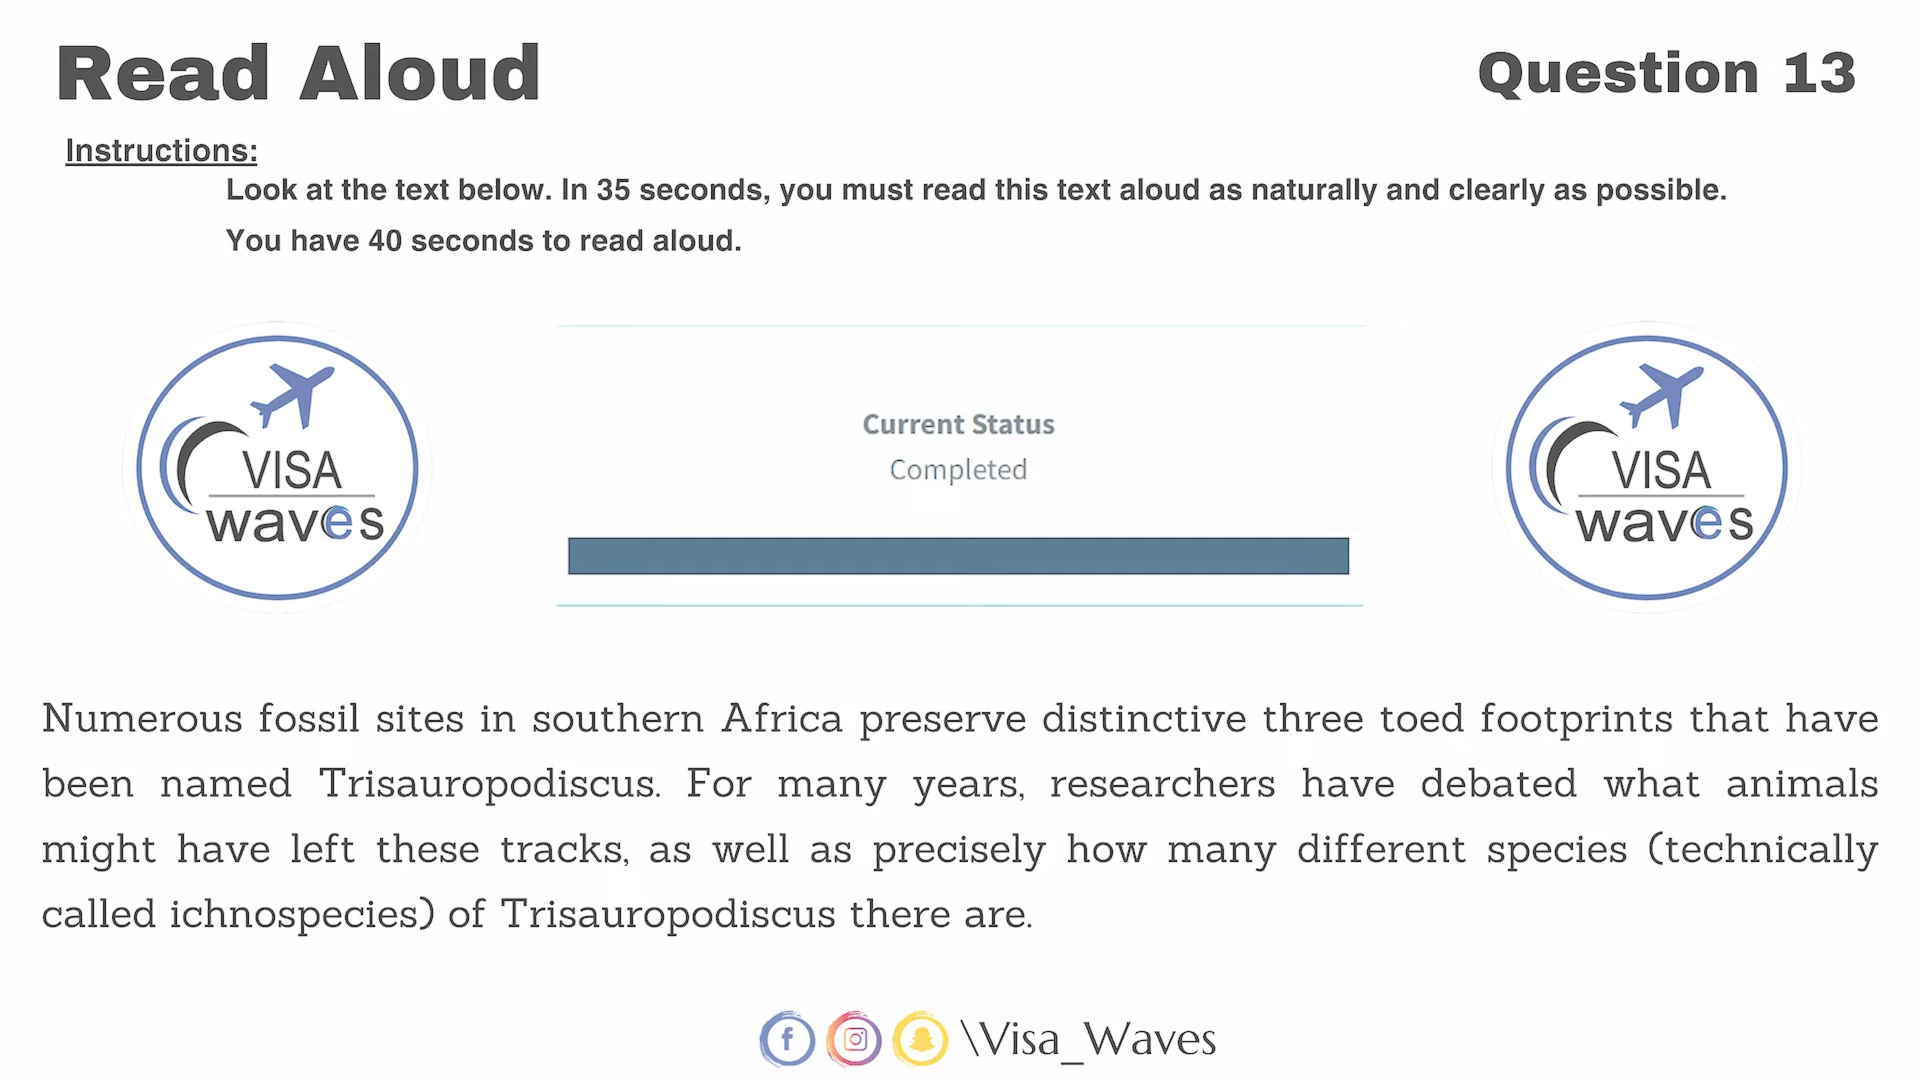 Read Aloud
Question 13
Instructions:
Look at the text below. In 35 seconds, you must read this text aloud as naturally and clearly as possible.
You have 40 seconds to read aloud.
VISA
waves
Current Status
Completed
VISA
waves
Numerous fossil sites in southern Africa preserve distinctive three toed footprints that have
been named Trisauropodiscus. For many years, researchers have debated what animals
might have left these tracks, as well as precisely how many different species (technically
called ichnospecies) of Trisauropodiscus there are.
\Visa_Waves